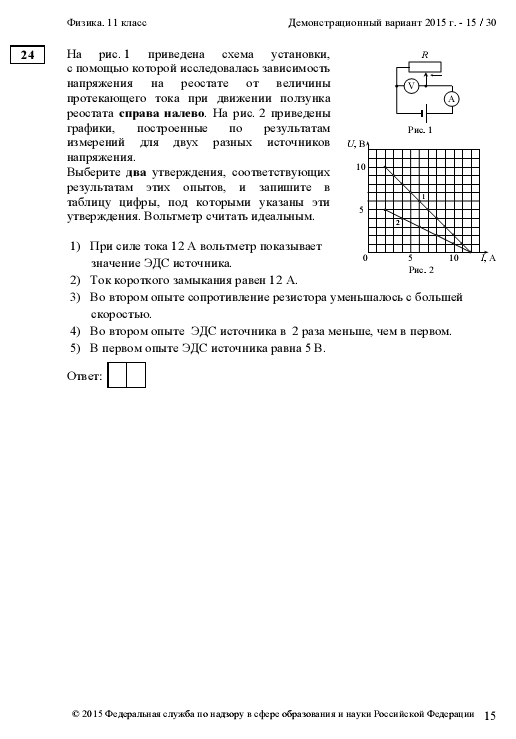 Физика. 11 класс
Демонстрационный вариант 2015 г. - 15 / 30
24
На рис. 1 приведена схема установки,
с помощью которой исследовалась зависимость
напряжения на реостате от величины
протекающего тока при движении ползунка
реостата справа налево. На рис. 2 приведены
графики, построенные по результатам
измерений для двух разных источников
напряжения.
Выберите два утверждения, соответствующих
результатам этих опытов, и запишите в
таблицу цифры, под которыми указаны эти
утверждения. Вольтметр считать идеальным.
R
V
A
Рис. 1
U, В
10
5
1
2
0
5
10
I, А
Рис. 2
1) При силе тока 12 А вольтметр показывает
значение ЭДС источника.
2) Ток короткого замыкания равен 12 А.
3) Во втором опыте сопротивление резистора уменьшалось с большей
скоростью.
4) Во втором опыте ЭДС источника в 2 раза меньше, чем в первом.
5) В первом опыте ЭДС источника равна 5 В.
Ответ:
© 2015 Федеральная служба по надзору в сфере образования и науки Российской Федерации
15